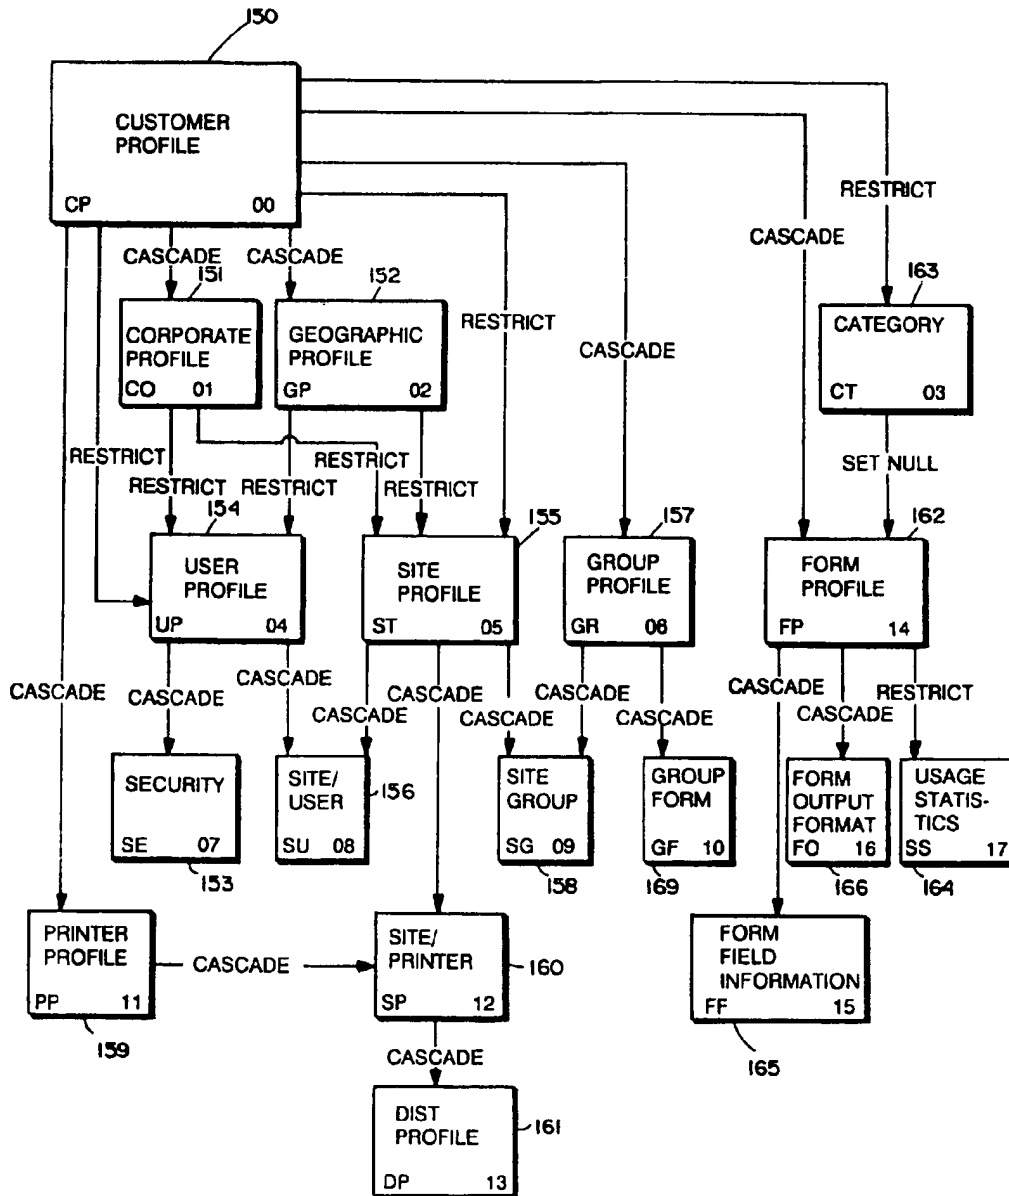 150
CUSTOMER
PROFILE
CP 00
RESTRICT
CASCADE
CASCADE CASCADE
151 152 163
RESTRICT
CASCADE
CORPORATE
PROFILE
CO 01
GEOGRAPHIC
PROFILE
GP 02
CATEGORY
CT 03
RESTRICT RESTRICT
RESTRICT RESTRICT RESTRICT
SET NULL
154 155 157 162
USER
PROFILE
UP 04
SITE
PROFILE
ST 05
GROUP
PROFILE
GR 06
FORM
PROFILE
FP 14
CASCADE CASCADE CASCADE CASCADE CASCADE CASCADE CASCADE CASCADE CASCADE CASCADE RESTRICT
SECURITY
SE 07
153
SITE/
USER
SU 08
156
SITE
GROUP
SG 09
158
GROUP
FORM
GF 10
169
FORM
OUTPUT
FORMAT
FO 16
166
USAGE
STATIS-
TICS
SS 17
164
PRINTER
PROFILE
PP 11
159
CASCADE
SITE/
PRINTER
SP 12
160
FORM
FIELD
INFORMATION
FF 15
165
CASCADE
DIST
PROFILE
DP 13
161